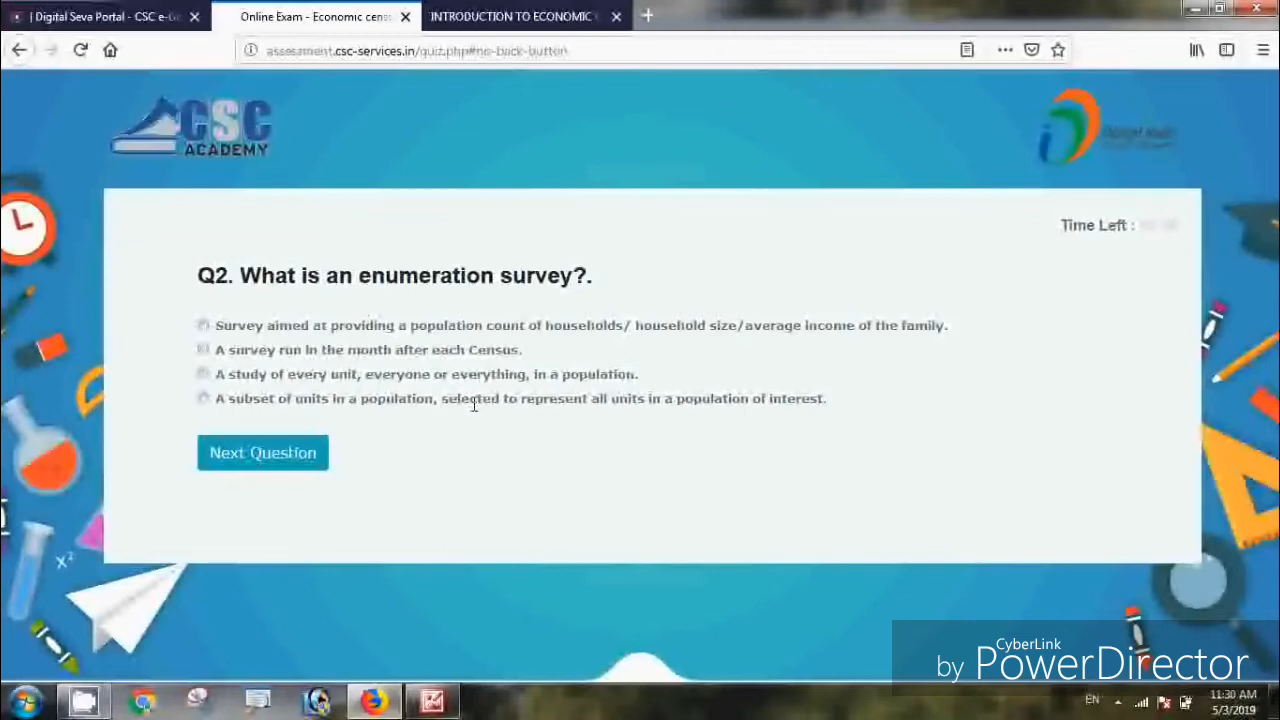 | Digital Seva Portal - CSC e-G
Online Exam - Economic cens
INTRODUCTION TO ECONOMIC
assessment.csc-services.in/quiz.php#no-back-button
CSC
ACADEMY
Time Left :
Q2. What is an enumeration survey?.
Survey aimed at providing a population count of households/ household size/average income of the family.
A survey run in the month after each Census.
A study of every unit, everyone or everything, in a population.
A subset of units in a population, selected to represent all units in a population of interest.
Next Question
x²
CyberLink
by PowerDirector
EN
11:30 AM
5/3/2019